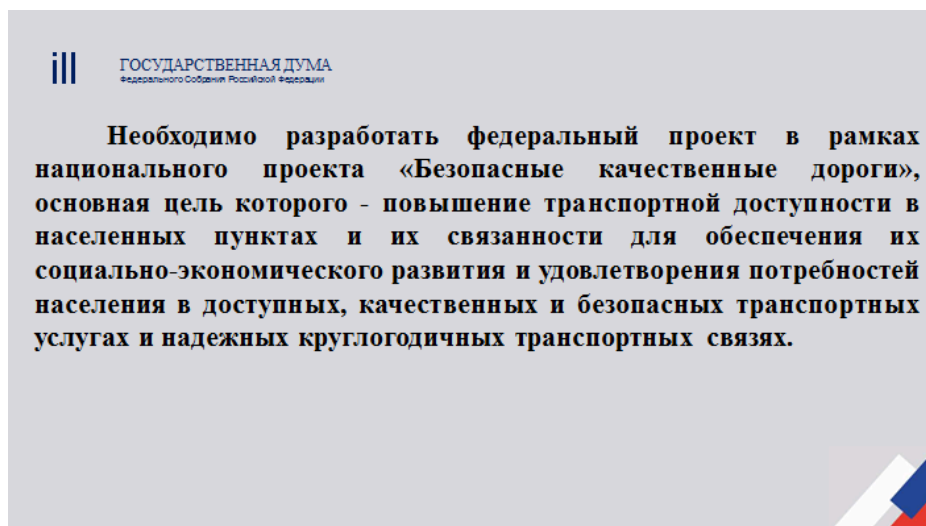 ГОСУДАРСТВЕННАЯ ДУМА
Федерального Собрания Российской Федерации
Необходимо разработать федеральный проект в рамках
национального проекта «Безопасные качественные дороги»,
основная цель которого - повышение транспортной доступности в
населенных пунктах и их связанности для обеспечения их
социально-экономического развития и удовлетворения потребностей
населения в доступных, качественных и безопасных транспортных
услугах и надежных круглогодичных транспортных связях.